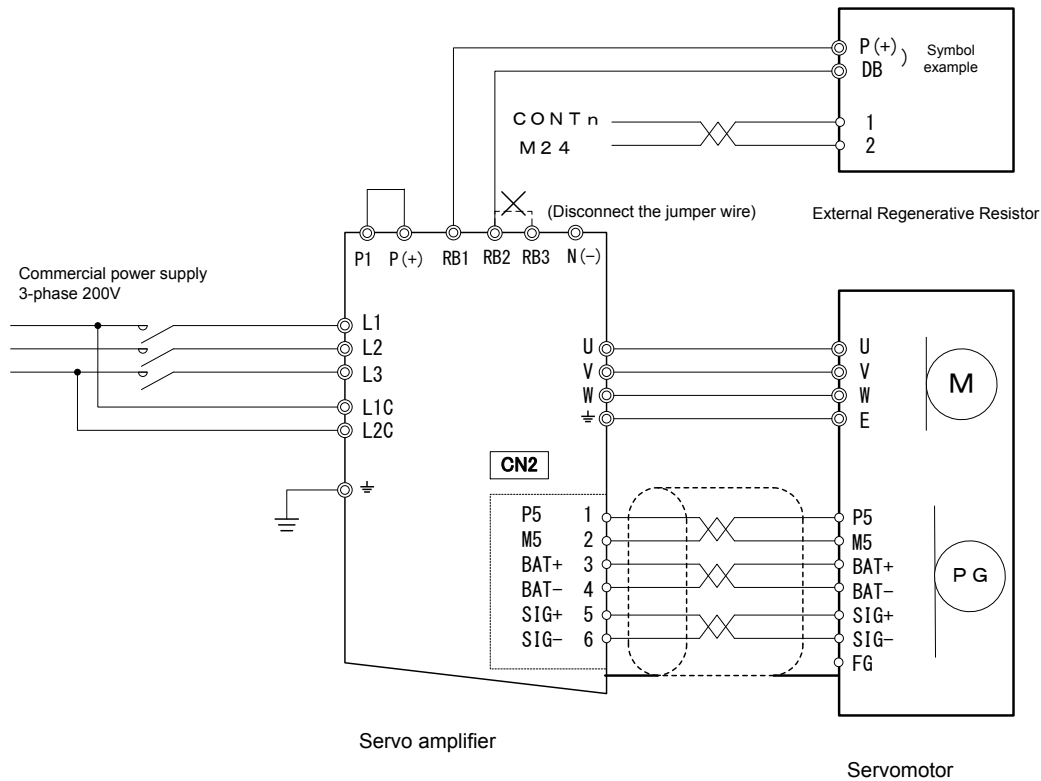 P(+) )
Symbol
example
DB
CONTn
M24
1
2
(Disconnect the jumper wire)
External Regenerative Resistor
P1 P(+) RB1 RB2 RB3 N(-)
Commercial power supply
3-phase 200V
L1
L2
L3
L1C
L2C
U
V
W
U
V
W
E
M
CN2
P5 1
M5 2
BAT+ 3
BAT- 4
SIG+ 5
SIG- 6
P5
M5
BAT+
BAT-
SIG+
SIG-
FG
PG
Servo amplifier
Servomotor